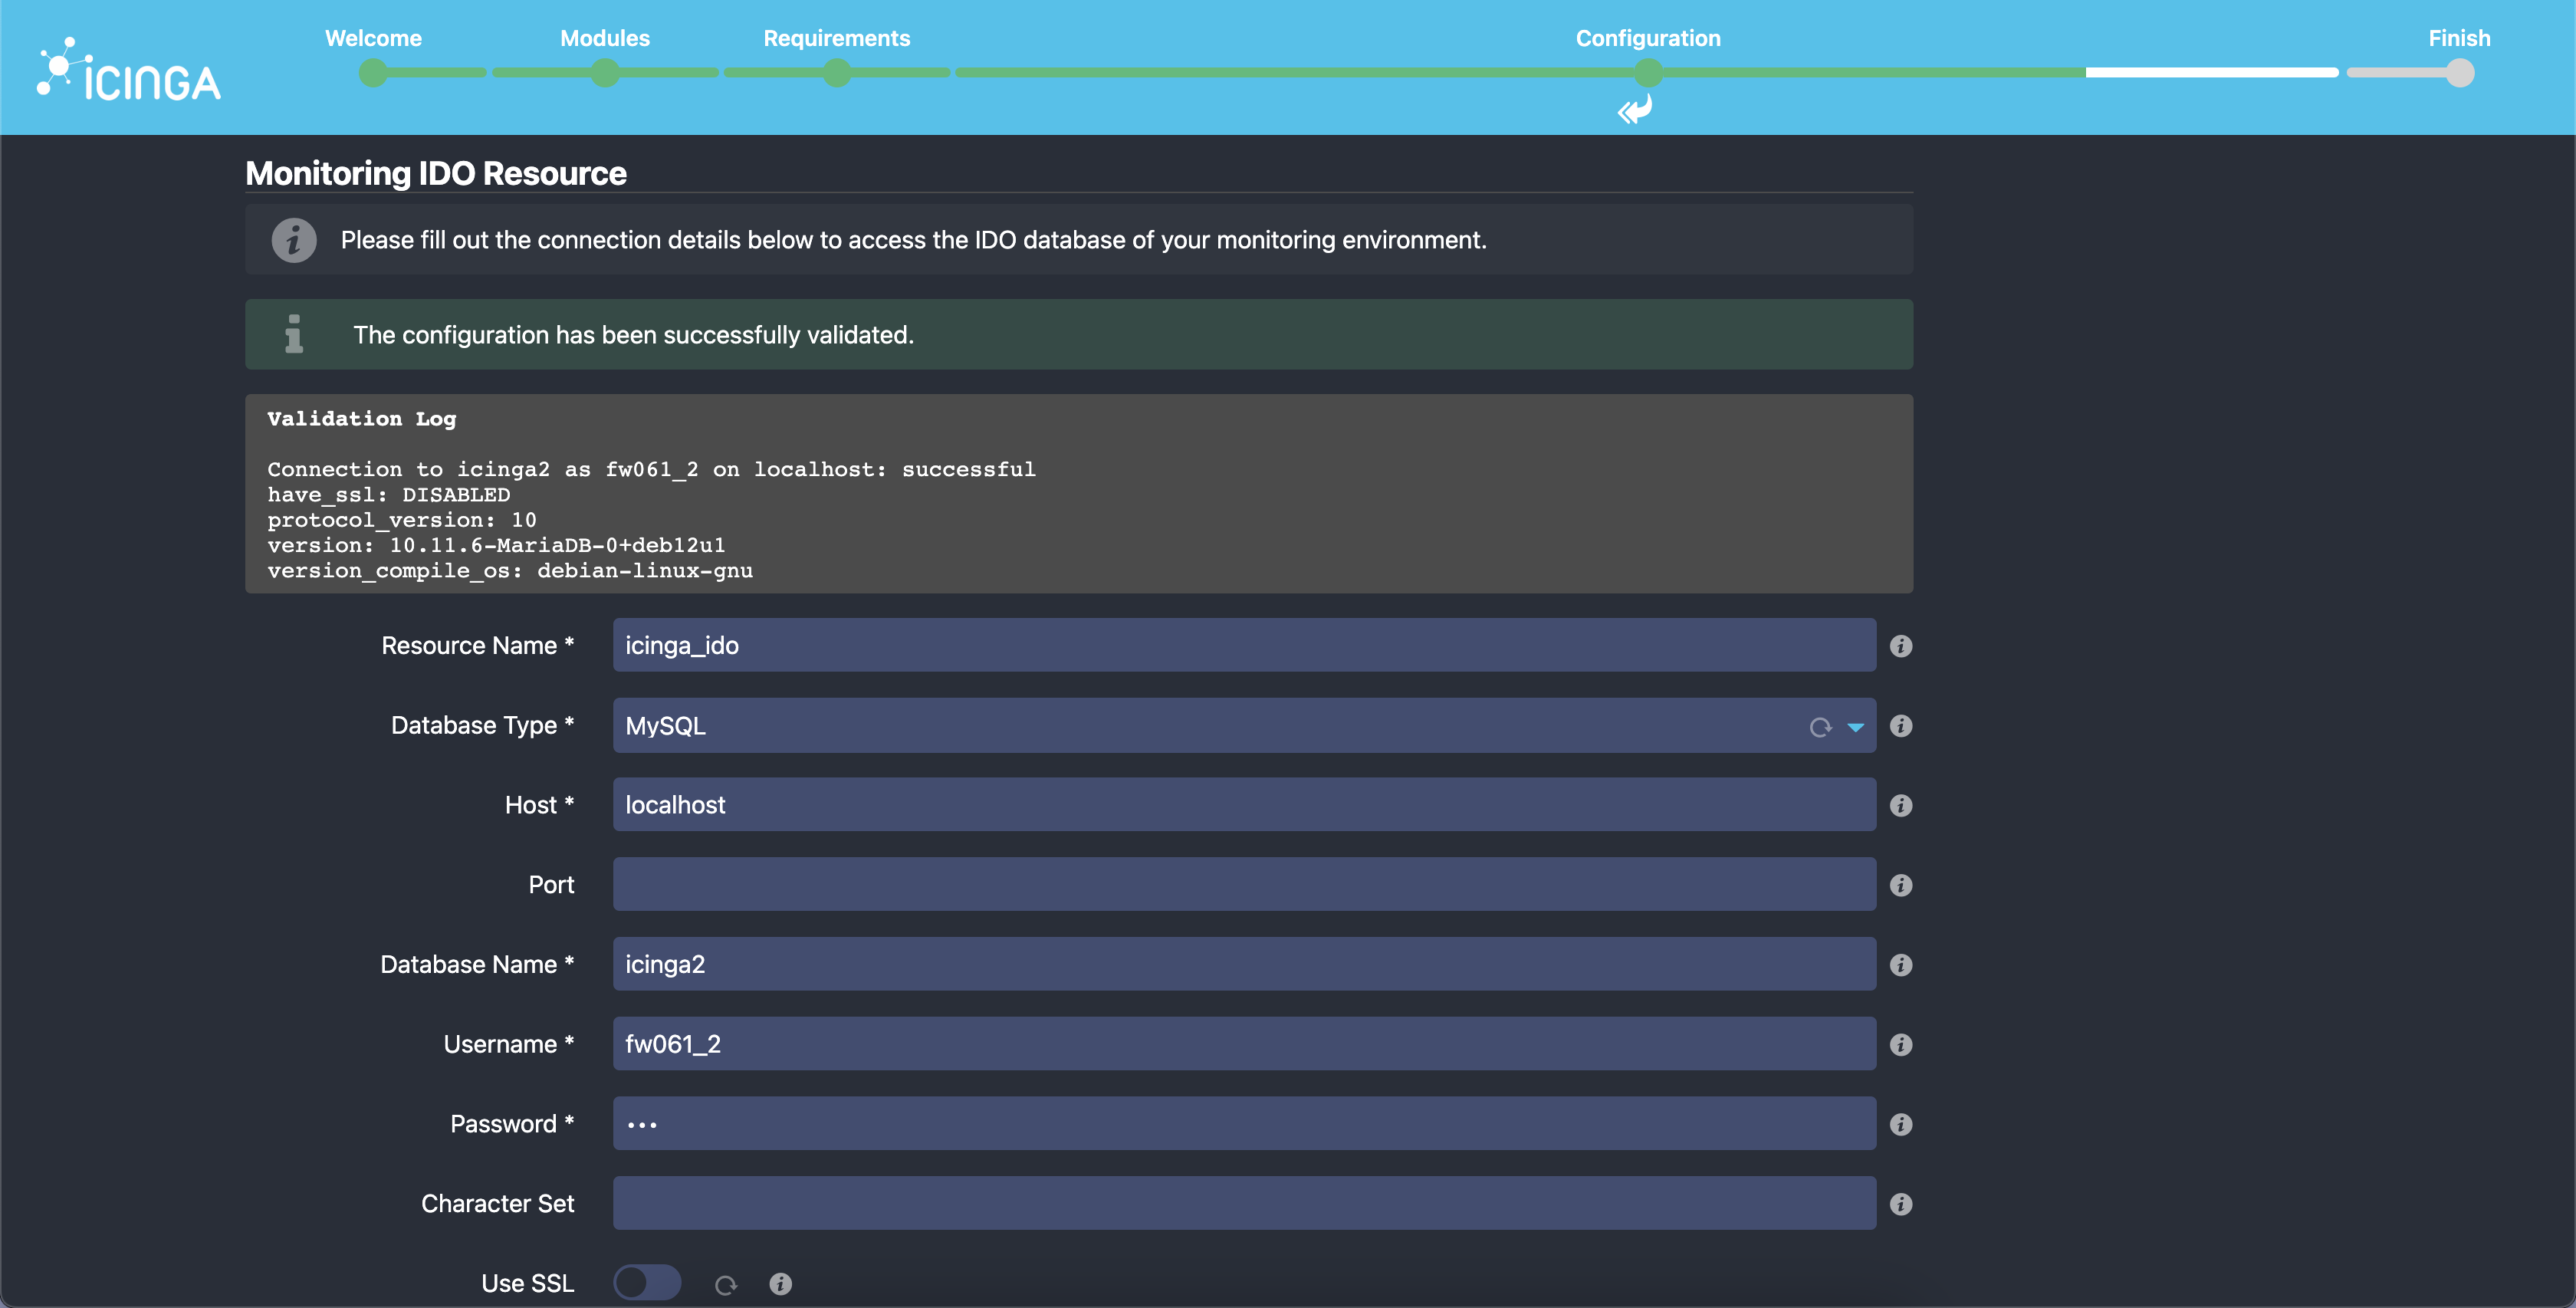 Welcome
Modules
Requirements
Configuration
Finish
ICINGA
Monitoring IDO Resource
Please fill out the connection details below to access the IDO database of your monitoring environment.
The configuration has been successfully validated.
Validation Log
Connection to icinga2 as fw061_2 on localhost: successful
have_ssl: DISABLED
protocol_version: 10
version: 10.11.6-MariaDB-0+deb12u1
version_compile_os: debian-linux-gnu
Resource Name * icinga_ido
Database Type * MySQL
Host * localhost
Port
Database Name * icinga2
Username * fw061_2
Password * •••
Character Set
Use SSL